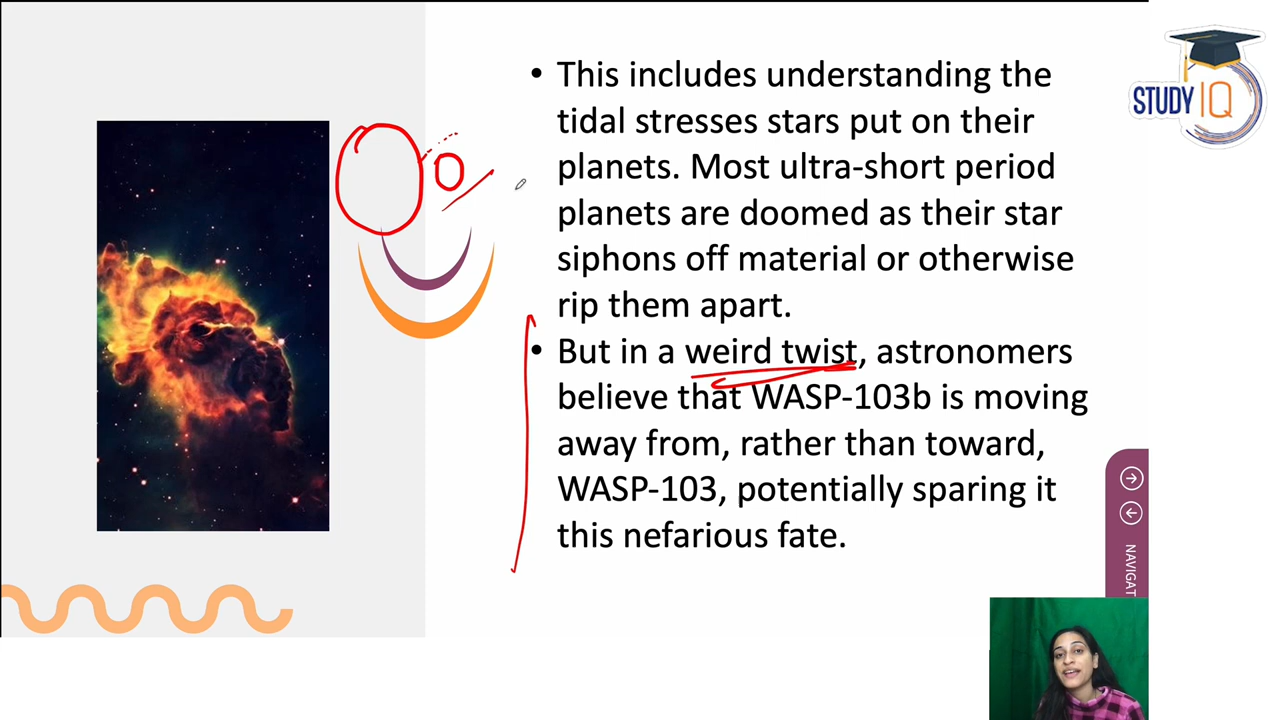 • This includes understanding the
tidal stresses stars put on their
planets. Most ultra-short period
planets are doomed as their star
siphons off material or otherwise
rip them apart.
• But in a weird twist, astronomers
believe that WASP-103b is moving
away from, rather than toward,
WASP-103, potentially sparing it
this nefarious fate.
STUDY IQ
NAVIGAT